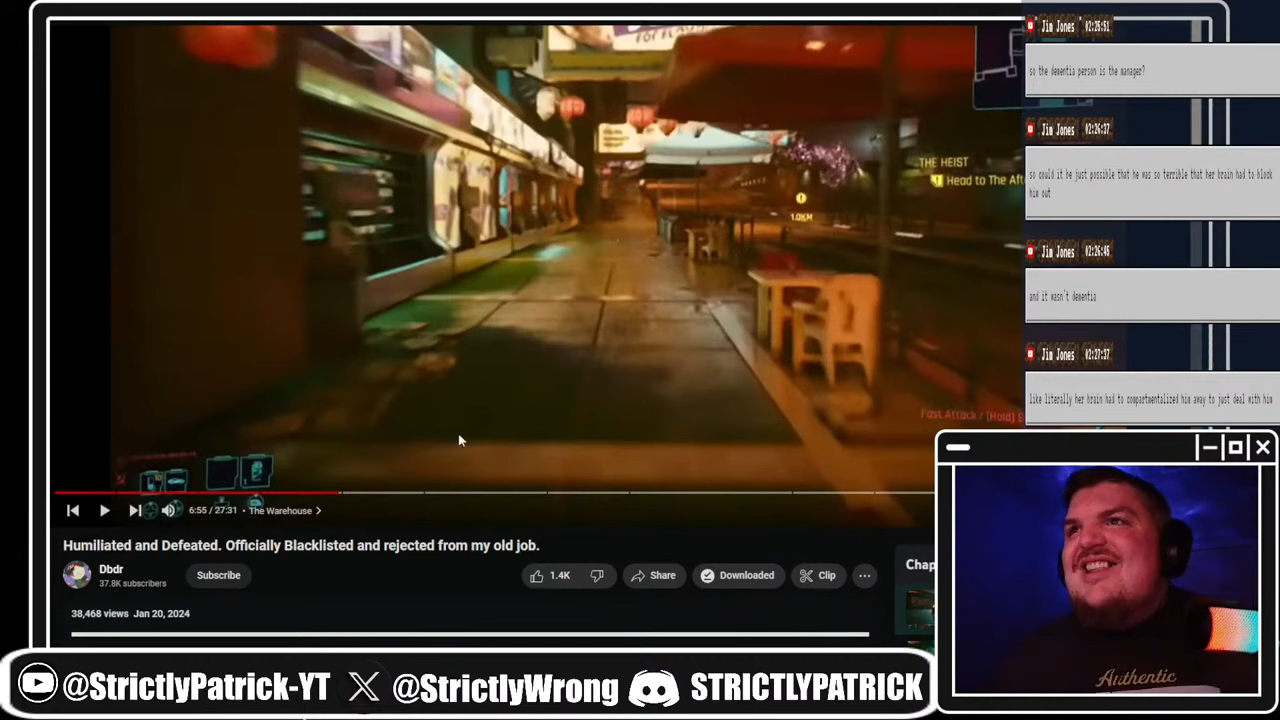 FOR FLAV
THE HEIST
Head to The Aft
1.0KM
Fast Attack / [Hold] S
Jim Jones 02:25:51
so the dementia person is the manager?
Jim Jones 02:26:37
so could it be just possible that he was so terrible that her brain had to block
him out
Jim Jones 02:26:45
and it wasn't dementia
Jim Jones 02:27:37
like literally her brain had to compartmentalized him away to just deal with him
6:55 / 27:31 • The Warehouse
Humiliated and Defeated. Officially Blacklisted and rejected from my old job.
Dbdr
37.8K subscribers
Subscribe
1.4K
Share
Downloaded
Clip
Chap
38,468 views Jan 20, 2024
Authentic
@StrictlyPatrick-YT
@StrictlyWrong
STRICTLYPATRICK